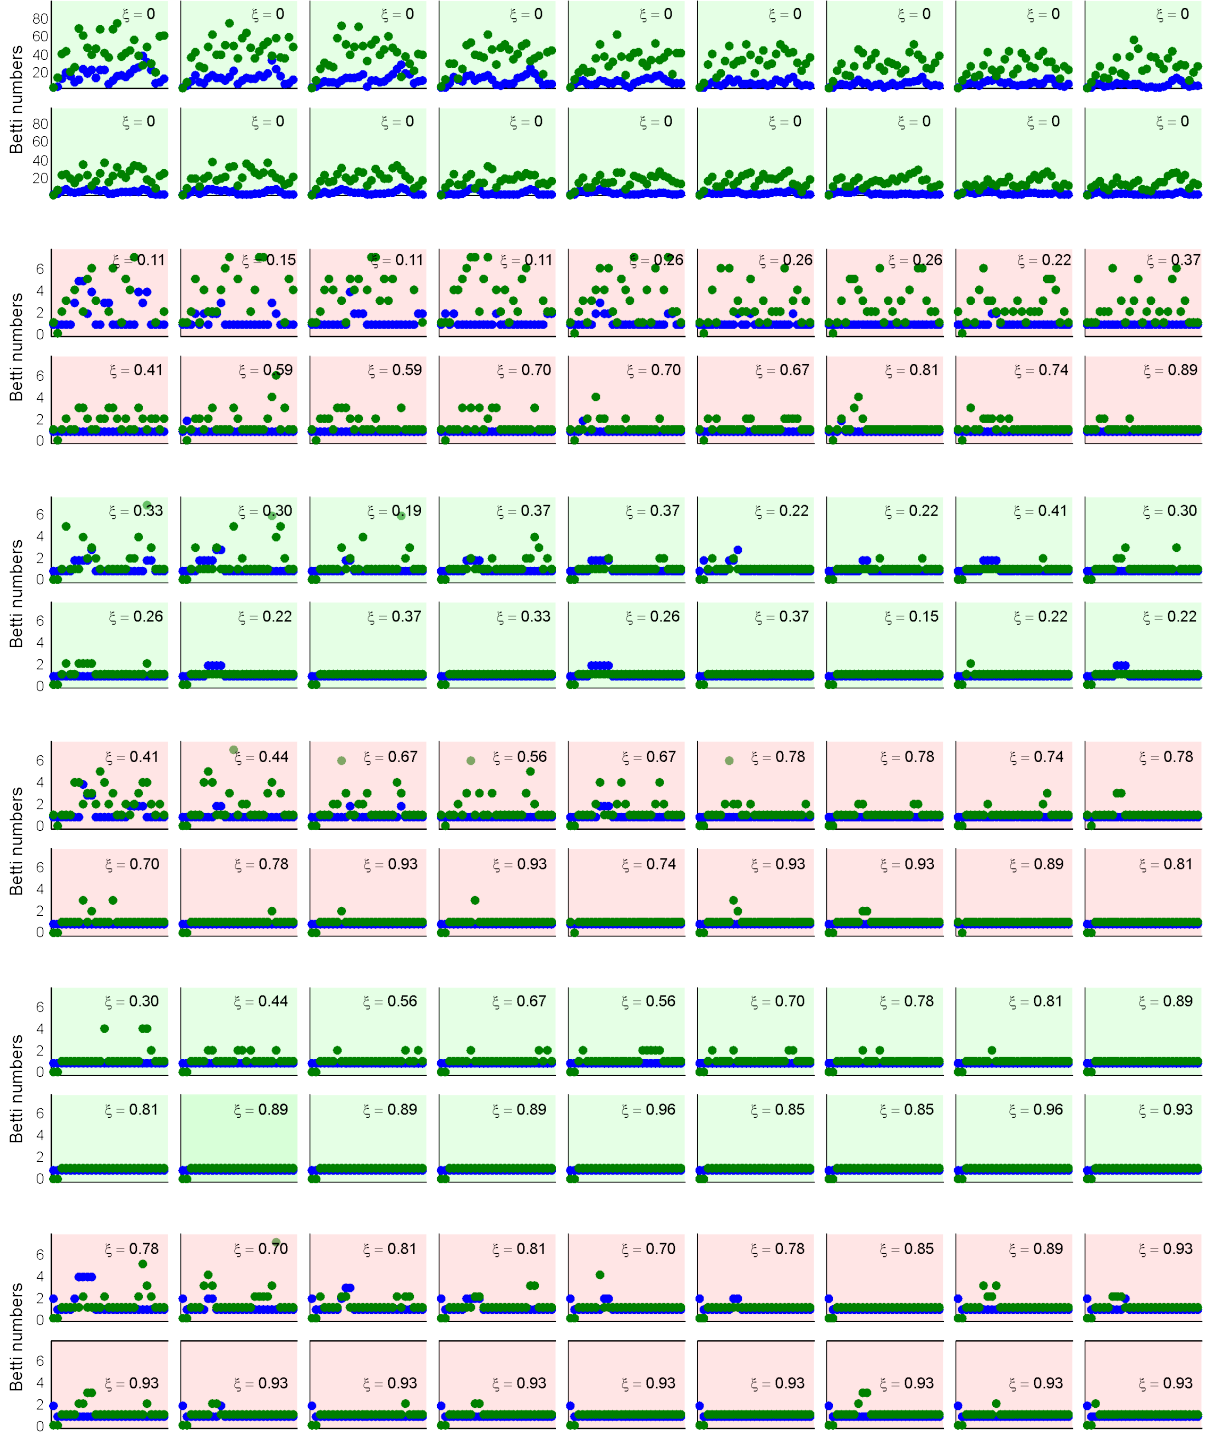 ξ = 0 ξ = 0 ξ = 0 ξ = 0 ξ = 0 ξ = 0 ξ = 0 ξ = 0 ξ = 0
80
60
40
20
Betti numbers
ξ = 0 ξ = 0 ξ = 0 ξ = 0 ξ = 0 ξ = 0 ξ = 0 ξ = 0 ξ = 0
80
60
40
20
ξ = 0.11 ξ = 0.15 ξ = 0.11 ξ = 0.11 ξ = 0.26 ξ = 0.26 ξ = 0.26 ξ = 0.22 ξ = 0.37
6
4
2
0
Betti numbers
ξ = 0.41 ξ = 0.59 ξ = 0.59 ξ = 0.70 ξ = 0.70 ξ = 0.67 ξ = 0.81 ξ = 0.74 ξ = 0.89
6
4
2
0
ξ = 0.33 ξ = 0.30 ξ = 0.19 ξ = 0.37 ξ = 0.37 ξ = 0.22 ξ = 0.22 ξ = 0.41 ξ = 0.30
6
4
2
0
Betti numbers
ξ = 0.26 ξ = 0.22 ξ = 0.37 ξ = 0.33 ξ = 0.26 ξ = 0.37 ξ = 0.15 ξ = 0.22 ξ = 0.22
6
4
2
0
ξ = 0.41 ξ = 0.44 ξ = 0.67 ξ = 0.56 ξ = 0.67 ξ = 0.78 ξ = 0.78 ξ = 0.74 ξ = 0.78
6
4
2
0
Betti numbers
ξ = 0.70 ξ = 0.78 ξ = 0.93 ξ = 0.93 ξ = 0.74 ξ = 0.93 ξ = 0.93 ξ = 0.89 ξ = 0.81
6
4
2
0
ξ = 0.30 ξ = 0.44 ξ = 0.56 ξ = 0.67 ξ = 0.56 ξ = 0.70 ξ = 0.78 ξ = 0.81 ξ = 0.89
6
4
2
0
Betti numbers
ξ = 0.81 ξ = 0.89 ξ = 0.89 ξ = 0.89 ξ = 0.96 ξ = 0.85 ξ = 0.85 ξ = 0.96 ξ = 0.93
6
4
2
0
ξ = 0.78 ξ = 0.70 ξ = 0.81 ξ = 0.81 ξ = 0.70 ξ = 0.78 ξ = 0.85 ξ = 0.89 ξ = 0.93
6
4
2
0
Betti numbers
ξ = 0.93 ξ = 0.93 ξ = 0.93 ξ = 0.93 ξ = 0.93 ξ = 0.93 ξ = 0.93 ξ = 0.93 ξ = 0.93
6
4
2
0